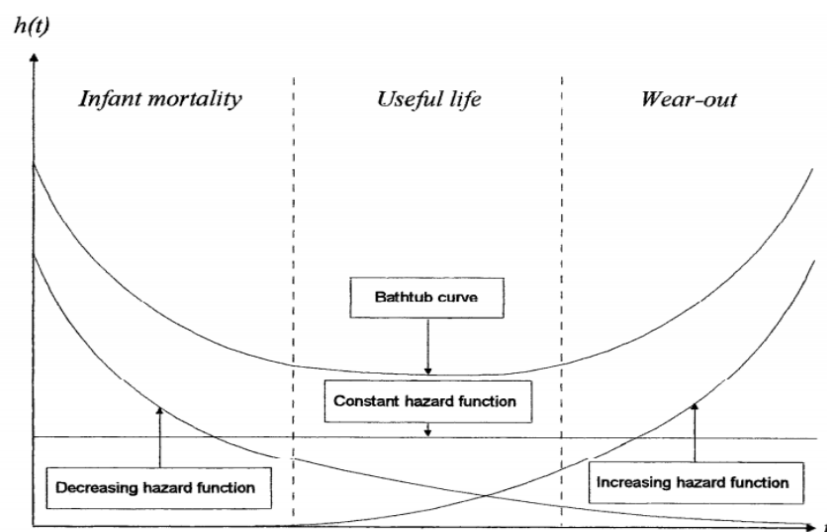 h(t)
Infant mortality
Useful life
Wear-out
Bathtub curve
Constant hazard function
Decreasing hazard function
Increasing hazard function
t